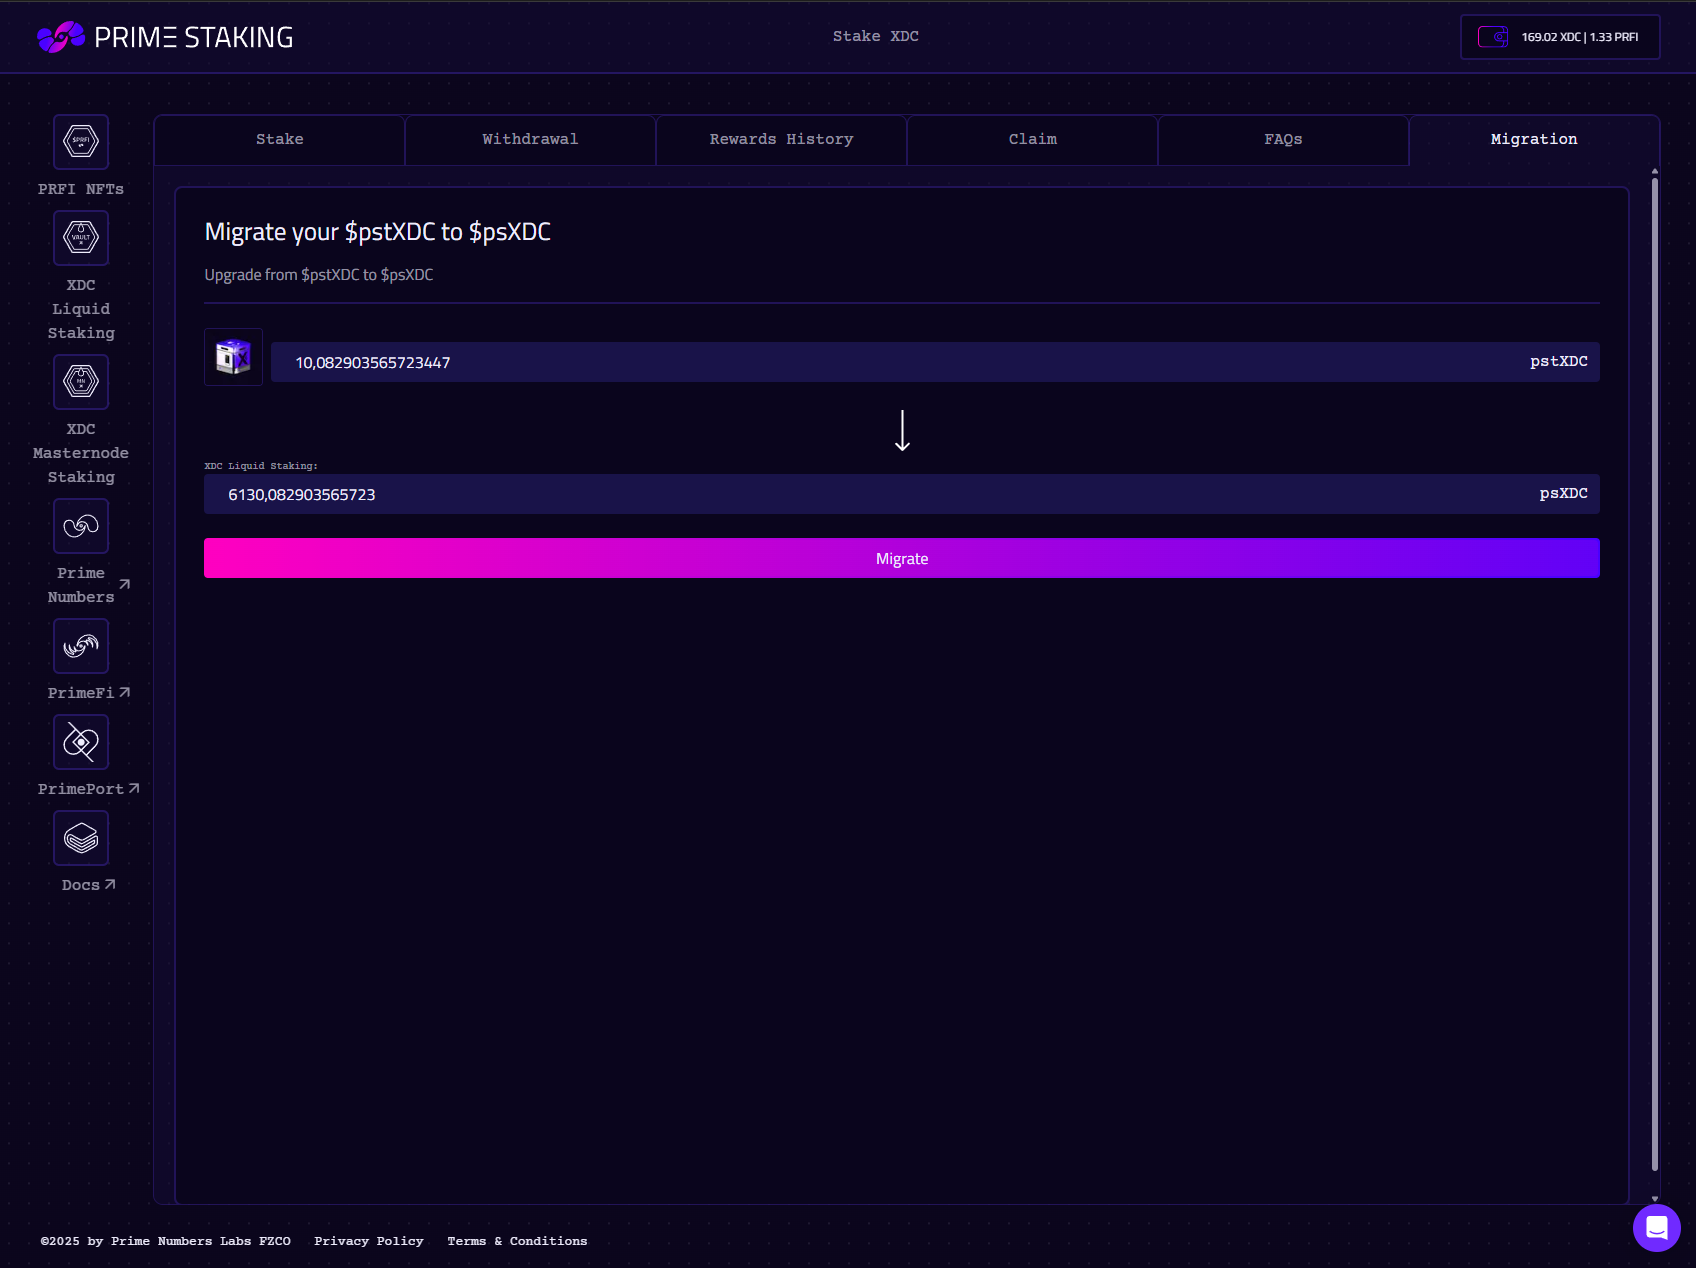 PRIME STAKING
Stake XDC
169.02 XDC | 1.33 PRFI
Stake
Withdrawal
Rewards History
Claim
FAQs
Migration
$PRFI
PRFI NFTs
VAULT
XDC
Liquid
Staking
MN
XDC
Masternode
Staking
Prime
Numbers
PrimeFi
PrimePort
Docs
Migrate your $pstXDC to $psXDC
Upgrade from $pstXDC to $psXDC
10,082903565723447
pstXDC
XDC Liquid Staking:
6130,082903565723
psXDC
Migrate
©2025 by Prime Numbers Labs FZCO
Privacy Policy
Terms & Conditions